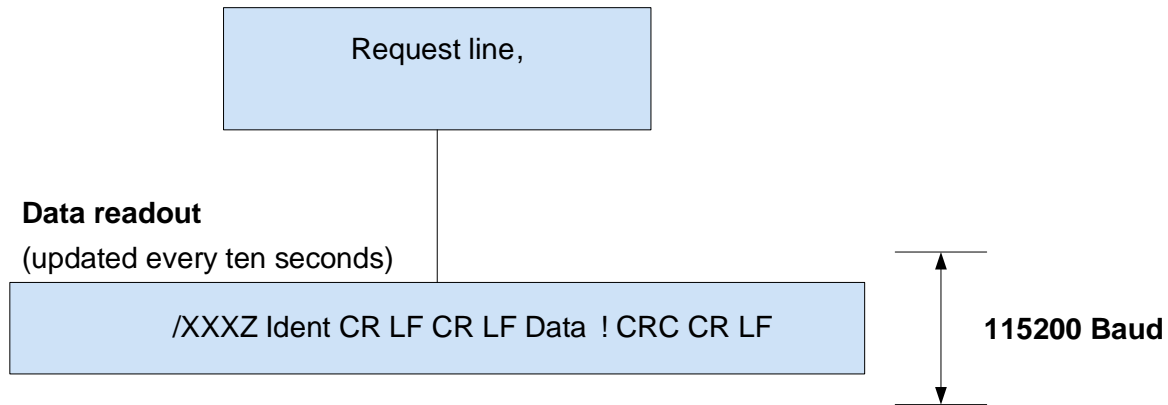 Request line,
Data readout
(updated every ten seconds)
/XXXZ Ident CR LF CR LF Data ! CRC CR LF
115200 Baud